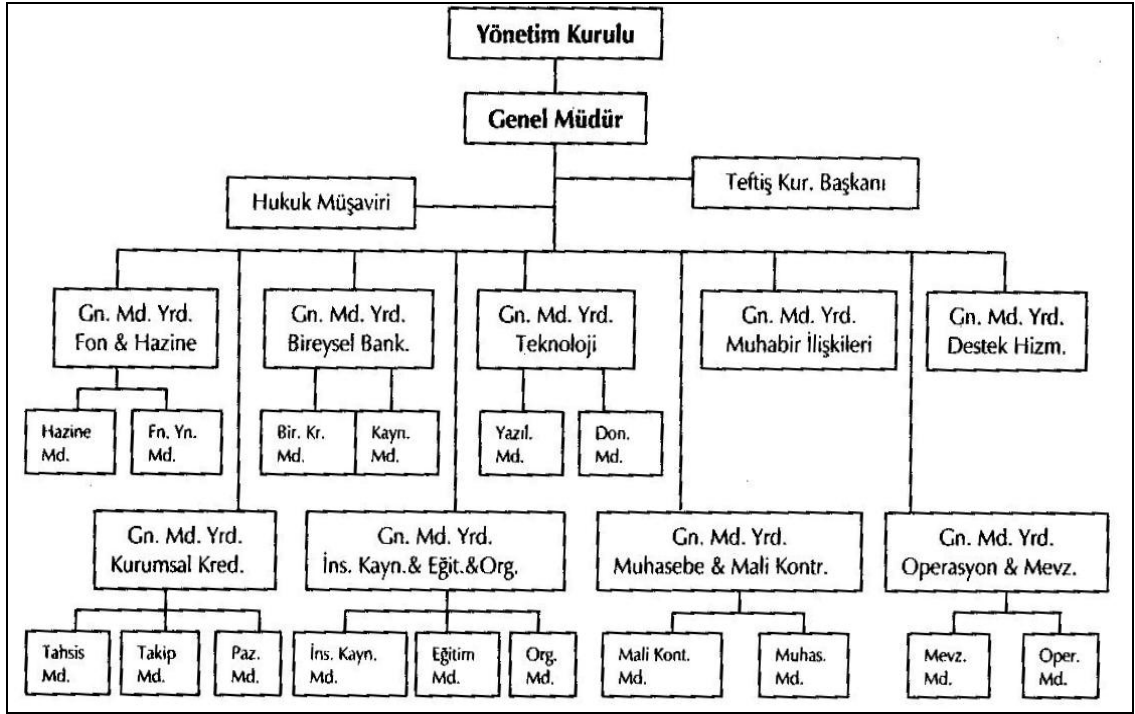 Yönetim Kurulu
Genel Müdür
Teftiş Kur. Başkanı
Hukuk Müşaviri
Gn. Md. Yrd.
Fon & Hazine
Gn. Md. Yrd.
Bireysel Bank.
Gn. Md. Yrd.
Teknoloji
Gn. Md. Yrd.
Muhabir İlişkileri
Gn. Md. Yrd.
Destek Hizm.
Hazine
Md.
Fn. Yn.
Md.
Bir. Kr.
Md.
Kayn.
Md.
Yazıl.
Md.
Don.
Md.
Gn. Md. Yrd.
Kurumsal Kred.
Gn. Md. Yrd.
İns. Kayn.& Eğit.&Org.
Gn. Md. Yrd.
Muhasebe & Mali Kontr.
Gn. Md. Yrd.
Operasyon & Mevz.
Tahsis
Md.
Takip
Md.
Paz.
Md.
İns. Kayn.
Md.
Eğitim
Md.
Org.
Md.
Mali Kont.
Md.
Muhas.
Md.
Mevz.
Md.
Oper.
Md.